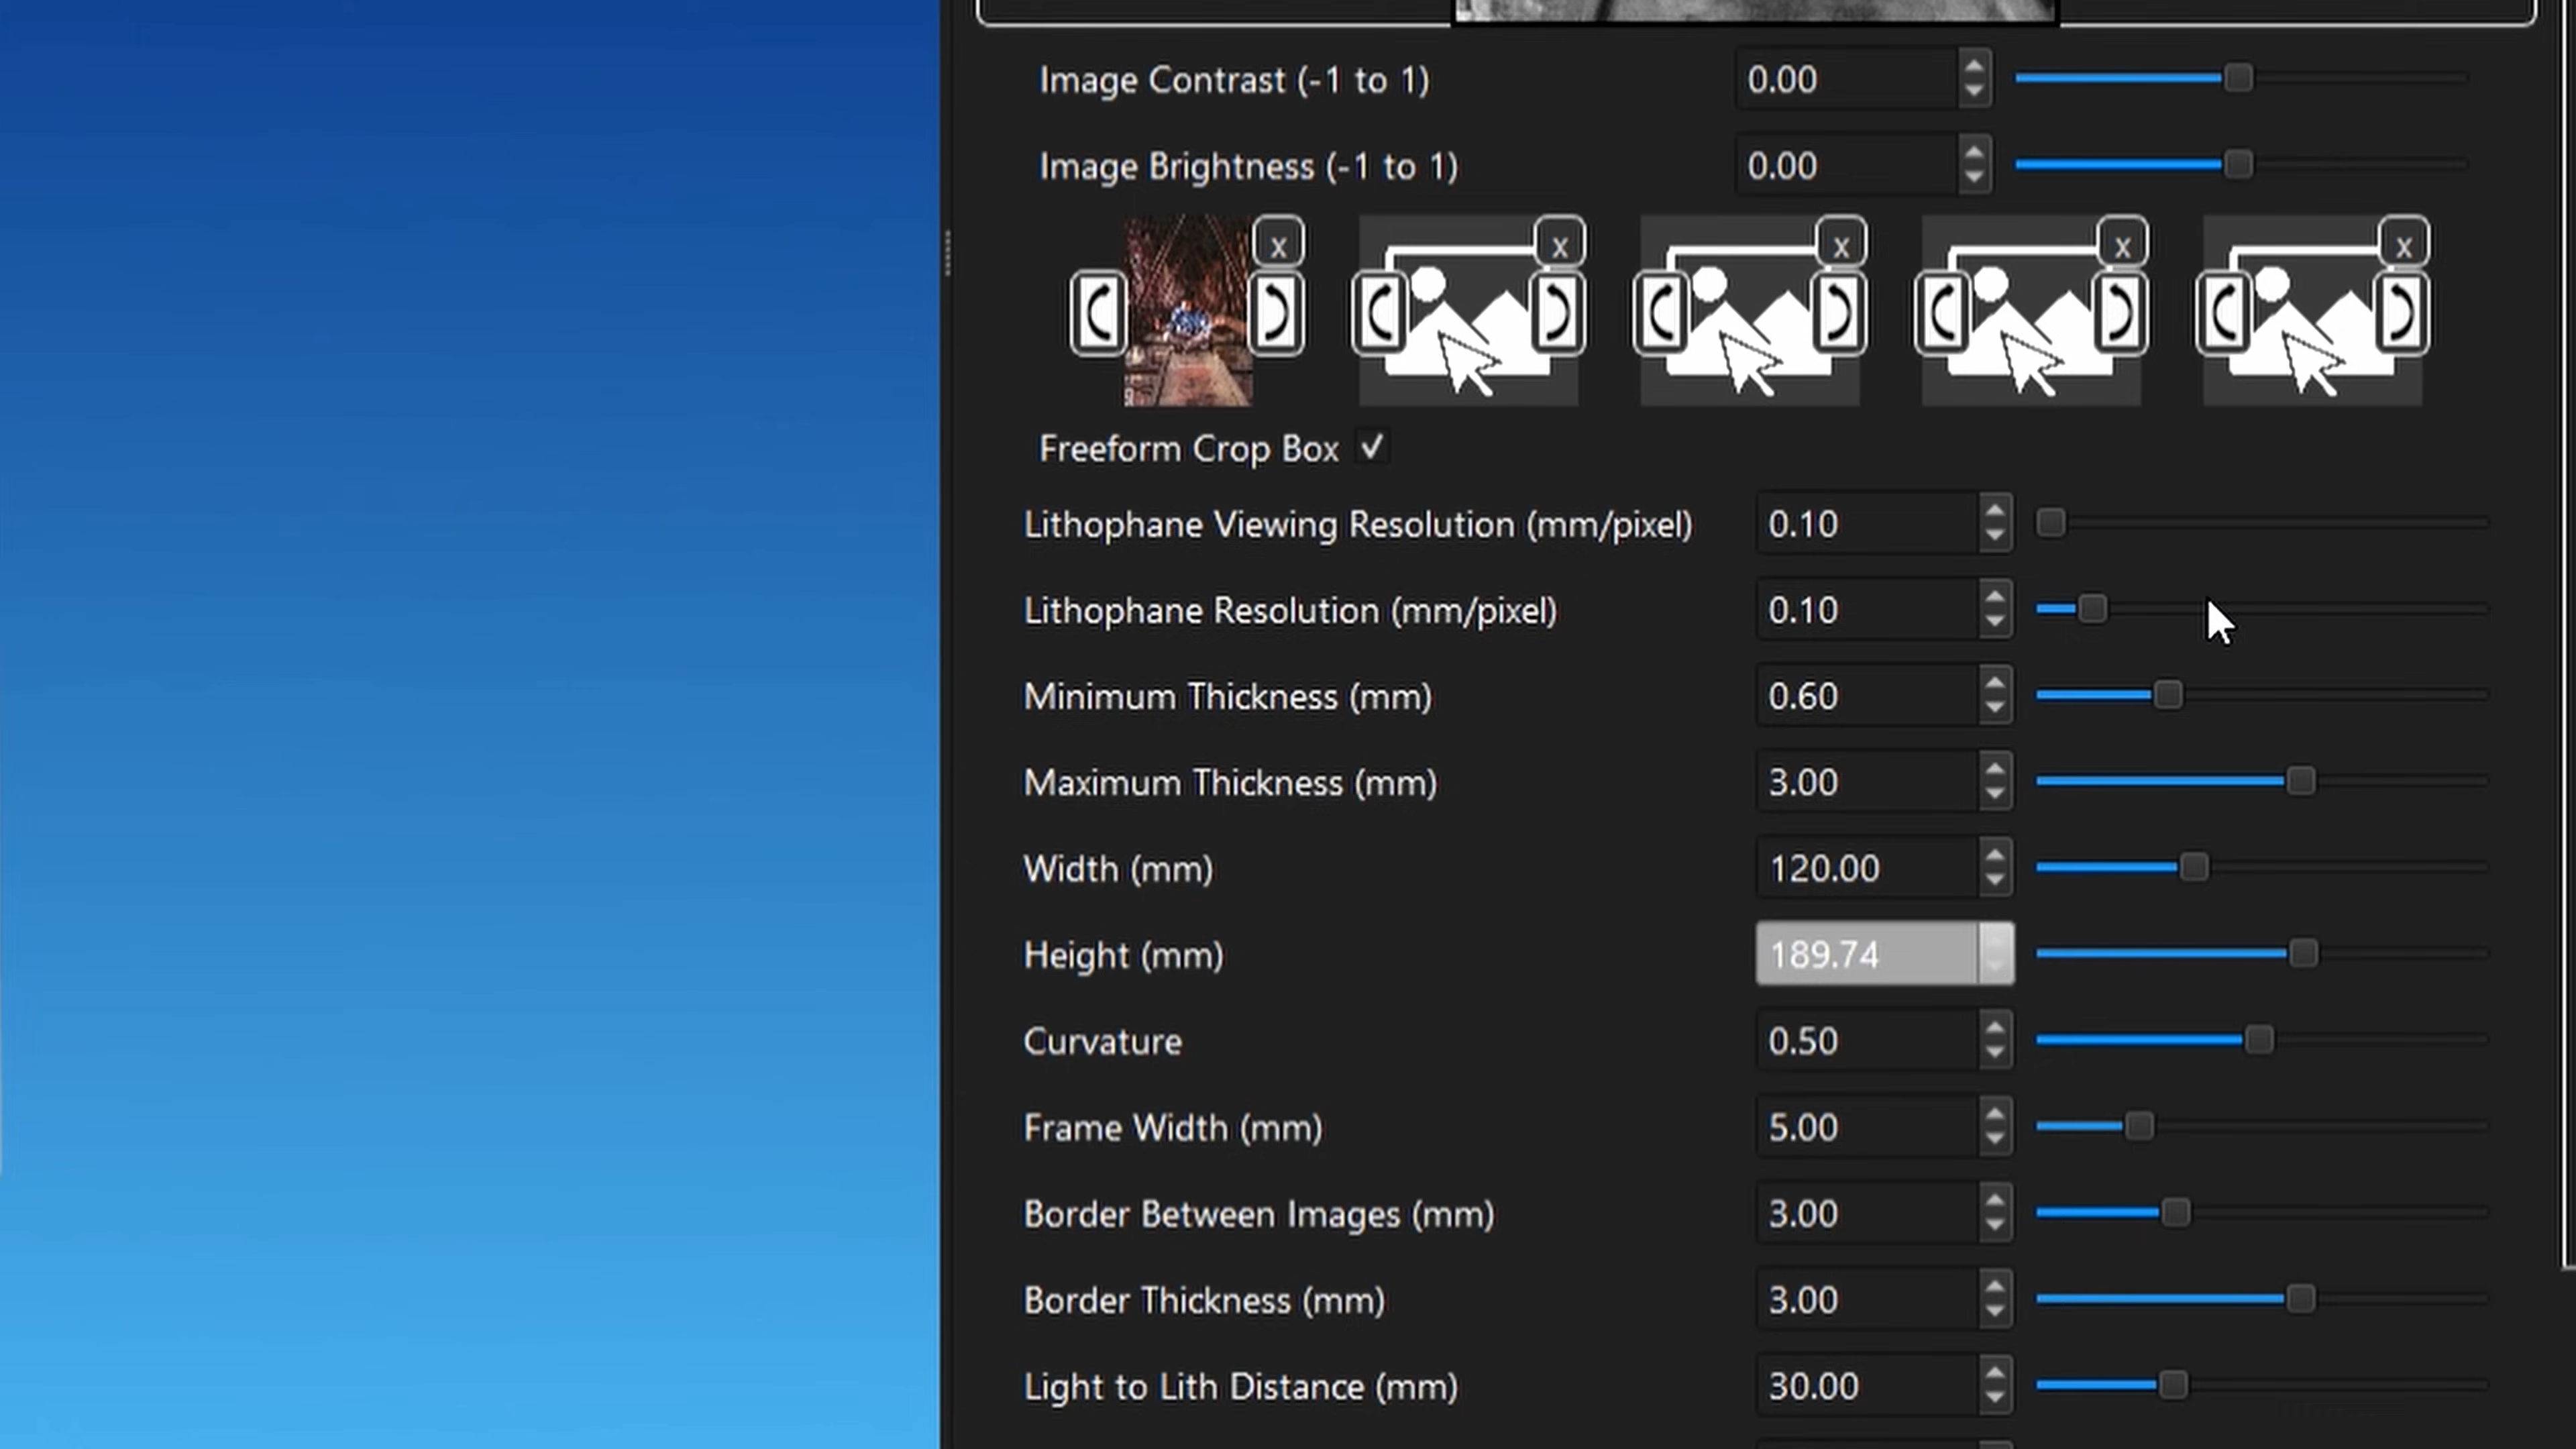 Image Contrast (-1 to 1) 0.00
Image Brightness (-1 to 1) 0.00
x x x x x
Freeform Crop Box
Lithophane Viewing Resolution (mm/pixel) 0.10
Lithophane Resolution (mm/pixel) 0.10
Minimum Thickness (mm) 0.60
Maximum Thickness (mm) 3.00
Width (mm) 120.00
Height (mm) 189.74
Curvature 0.50
Frame Width (mm) 5.00
Border Between Images (mm) 3.00
Border Thickness (mm) 3.00
Light to Lith Distance (mm) 30.00